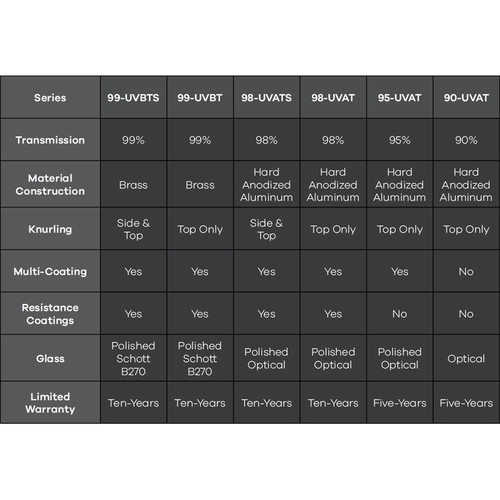 Series 99-UVBTS 99-UVBT 98-UVATS 98-UVAT 95-UVAT 90-UVAT
Transmission 99% 99% 98% 98% 95% 90%
Material Construction Brass Brass Hard Anodized Aluminum Hard Anodized Aluminum Hard Anodized Aluminum Hard Anodized Aluminum
Knurling Side & Top Top Only Side & Top Top Only Top Only Top Only
Multi-Coating Yes Yes Yes Yes Yes No
Resistance Coatings Yes Yes Yes Yes No No
Glass Polished Schott B270 Polished Schott B270 Polished Optical Polished Optical Polished Optical Optical
Limited Warranty Ten-Years Ten-Years Ten-Years Ten-Years Five-Years Five-Years